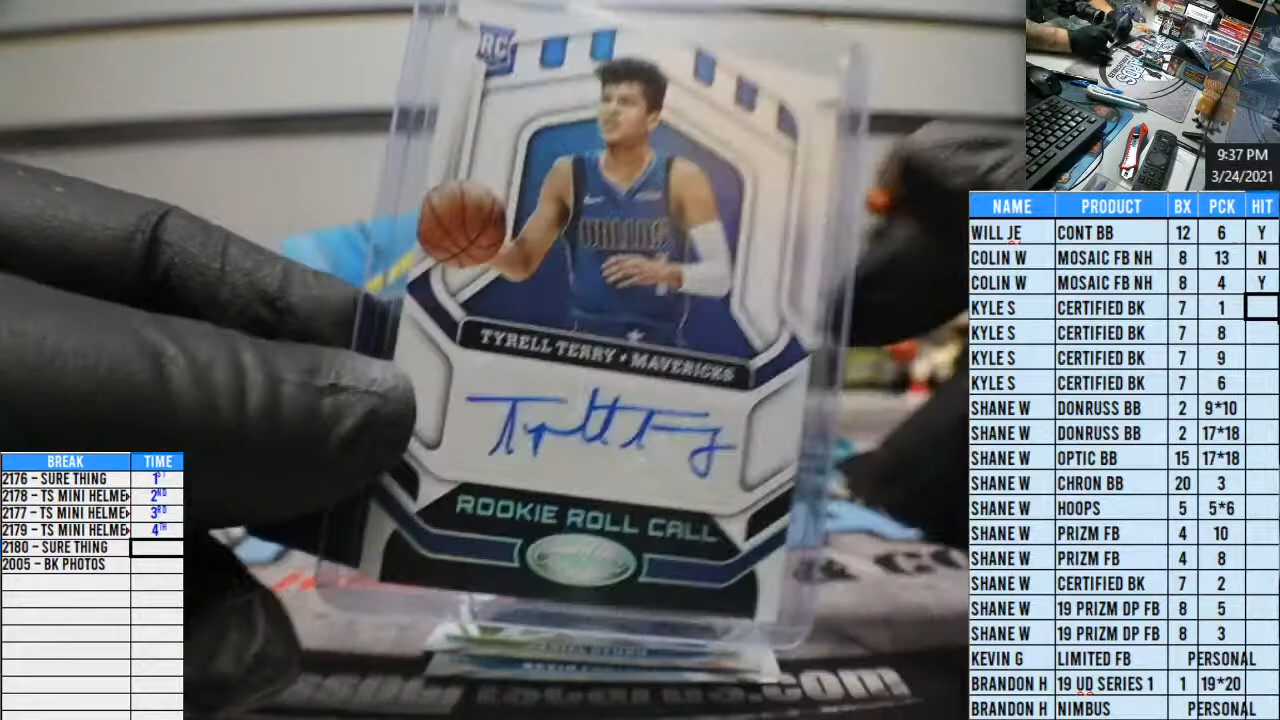 RC
DALLAS
TYRELL TERRY • MAVERICKS
ROOKIE ROLL CALL
9:37 PM
3/24/2021
NAME PRODUCT BX PCK HIT
WILL JE CONT BB 12 6 Y
COLIN W MOSAIC FB NH 8 13 N
COLIN W MOSAIC FB NH 8 4 Y
KYLE S CERTIFIED BK 7 1
KYLE S CERTIFIED BK 7 8
KYLE S CERTIFIED BK 7 9
KYLE S CERTIFIED BK 7 6
SHANE W DONRUSS BB 2 9*10
SHANE W DONRUSS BB 2 17*18
SHANE W OPTIC BB 15 17*18
SHANE W CHRON BB 20 3
SHANE W HOOPS 5 5*6
SHANE W PRIZM FB 4 10
SHANE W PRIZM FB 4 8
SHANE W CERTIFIED BK 7 2
SHANE W 19 PRIZM DP FB 8 5
SHANE W 19 PRIZM DP FB 8 3
KEVIN G LIMITED FB PERSONAL
BRANDON H 19 UD SERIES 1 1 19*20
BRANDON H NIMBUS PERSONAL
BREAK TIME
2176 – SURE THING 1ST
2178 – TS MINI HELME 2ND
2177 – TS MINI HELME 3RD
2179 – TS MINI HELME 4TH
2180 – SURE THING
2005 – BK PHOTOS